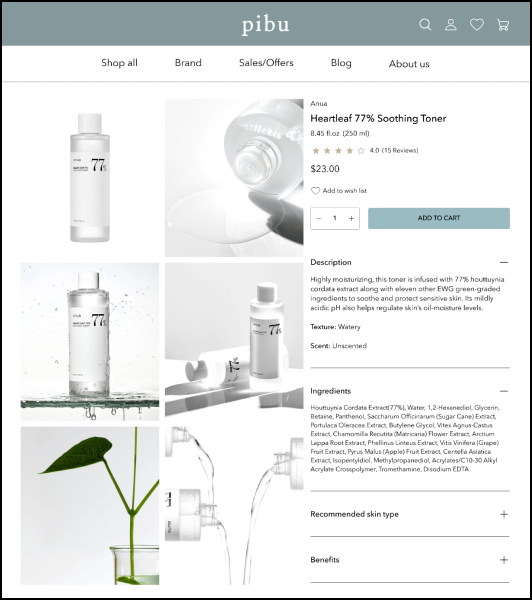 pibu
Shop all
Brand
Sales/Offers
Blog
About us
Anua
Heartleaf 77% Soothing Toner
8.45 fl.oz (250 ml)
4.0 (15 Reviews)
$23.00
Add to wish list
1
ADD TO CART
Description
Highly moisturizing, this toner is infused with 77% houttuynia
cordata extract along with eleven other EWG green-graded
ingredients to soothe and protect sensitive skin. Its mildly
acidic pH also helps regulate skin's oil-moisture levels.
Texture: Watery
Scent: Unscented
Ingredients
Houttuynia Cordata Extract(77%), Water, 1,2-Hexanediol, Glycerin,
Betaine, Panthenol, Saccharum Officinarum (Sugar Cane) Extract,
Portulaca Oleracea Extract, Butylene Glycol, Vitex Agnus-Castus
Extract, Chamomilla Recutita (Matricaria) Flower Extract, Arctium
Lappa Root Extract, Phellinus Linteus Extract, Vitis Vinifera (Grape)
Fruit Extract, Pyrus Malus (Apple) Fruit Extract, Centella Asiatica
Extract, Isopentyldiol, Methylpropanediol, Acrylates/C10-30 Alkyl
Acrylate Crosspolymer, Tromethamine, Disodium EDTA
Recommended skin type
Benefits
77%
77%
77%